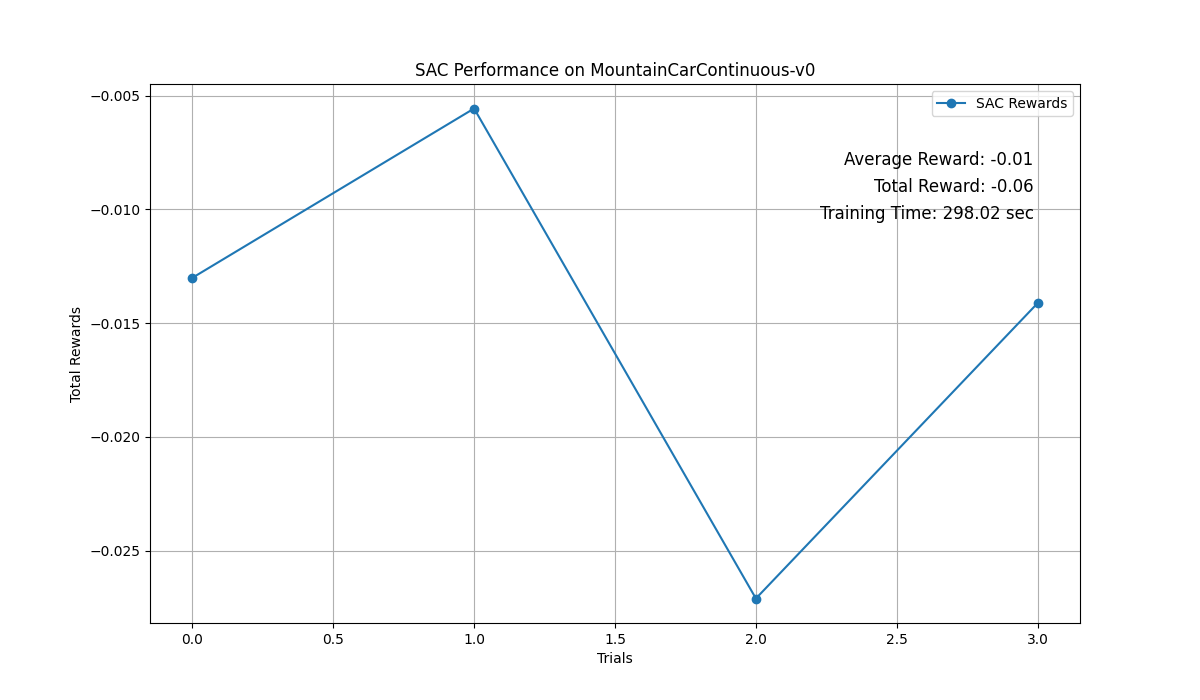 SAC Performance on MountainCarContinuous-v0
SAC Rewards
Average Reward: -0.01
Total Reward: -0.06
Training Time: 298.02 sec
Total Rewards
−0.005
−0.010
−0.015
−0.020
−0.025
0.0 0.5 1.0 1.5 2.0 2.5 3.0
Trials